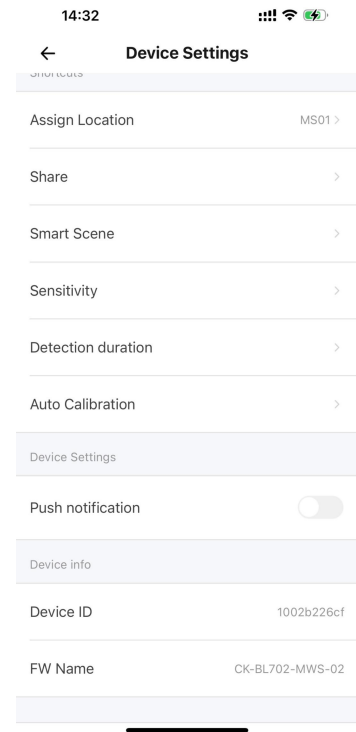 14:32
Device Settings
Shortcuts
Assign Location MS01
Share
Smart Scene
Sensitivity
Detection duration
Auto Calibration
Device Settings
Push notification
Device info
Device ID 1002b226cf
FW Name CK-BL702-MWS-02